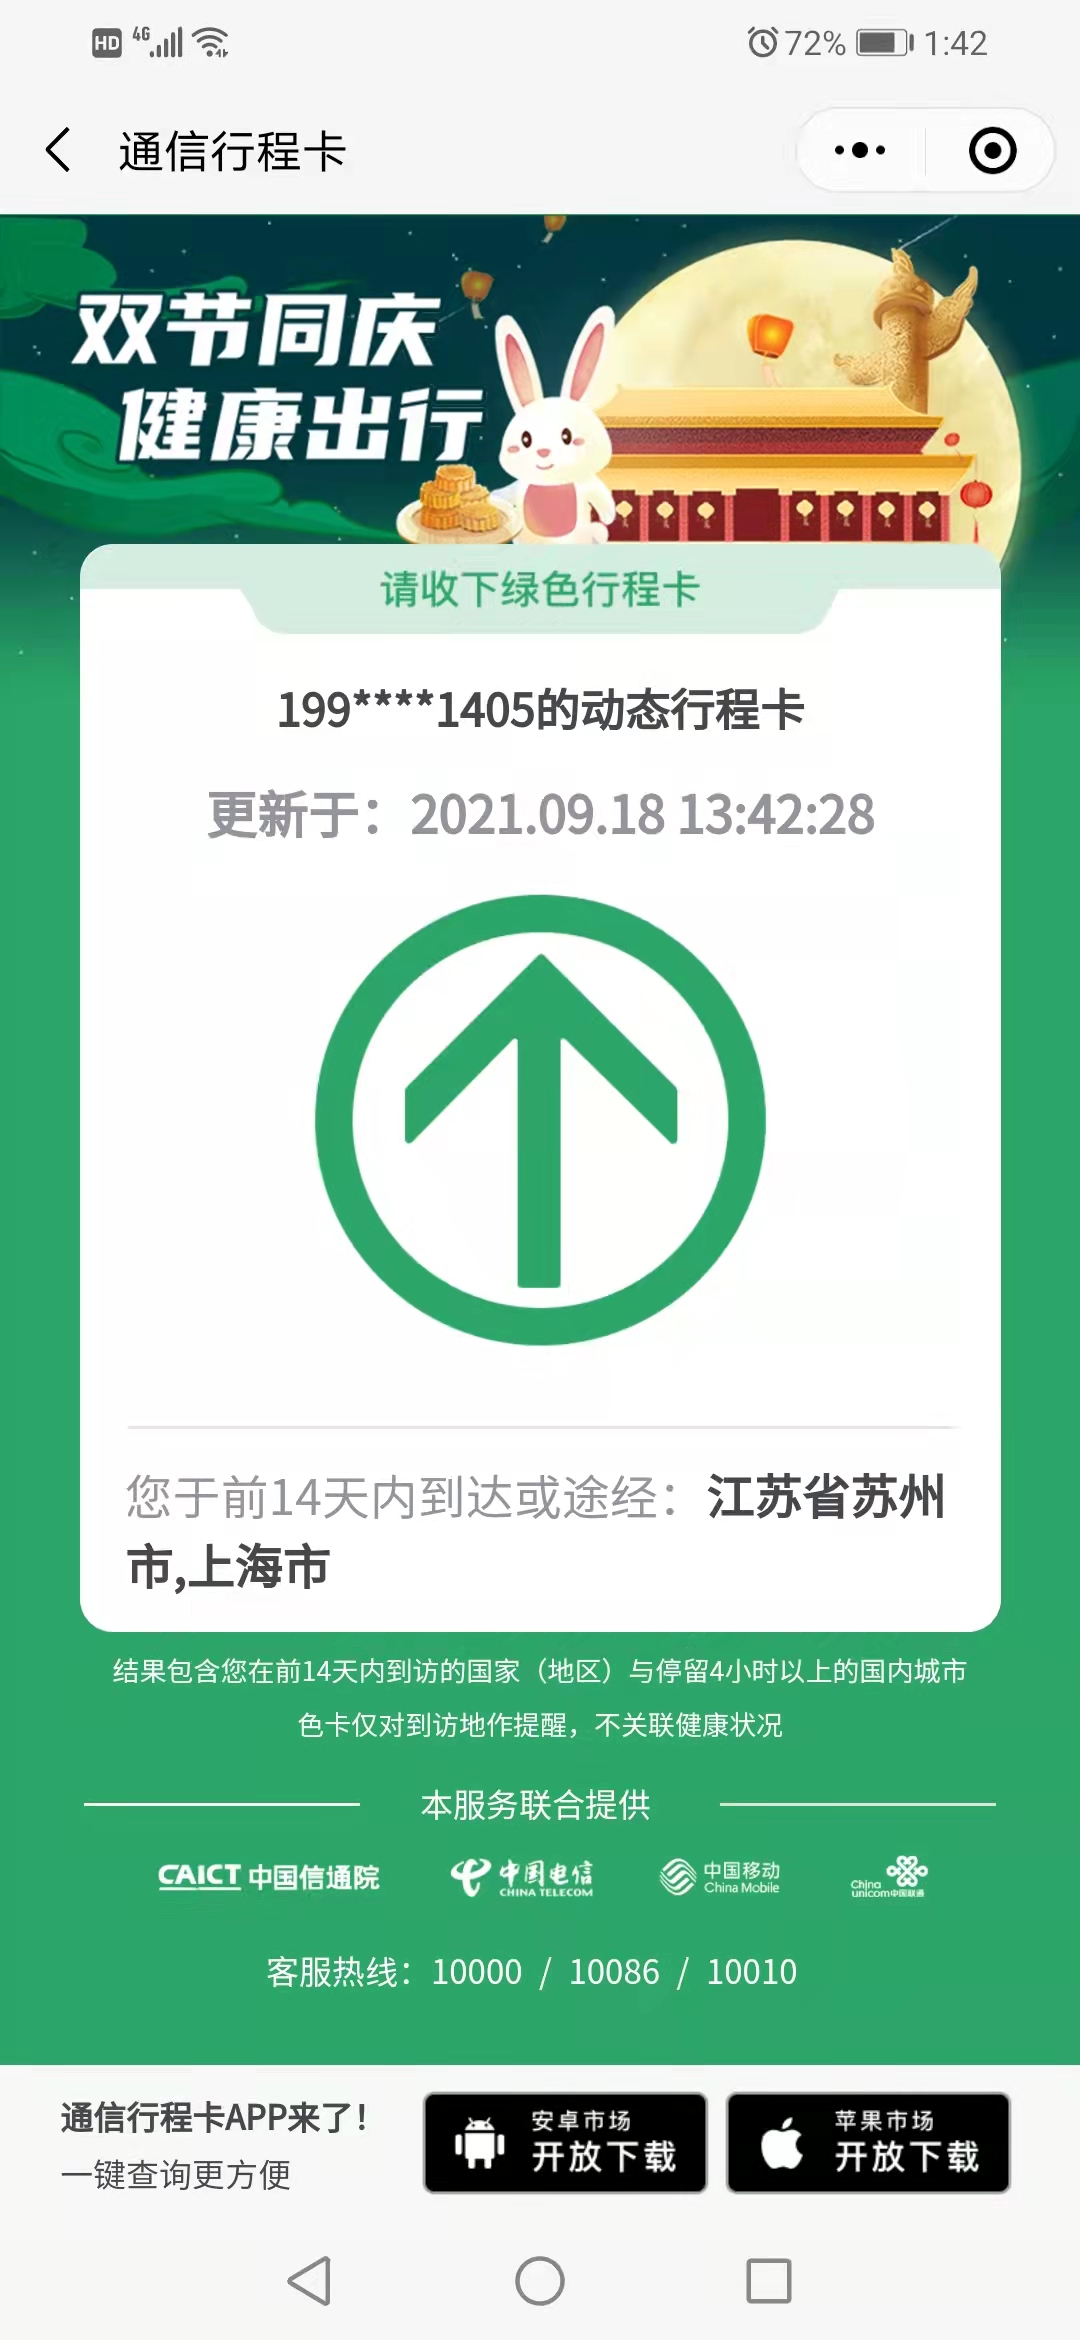 HD 4G 72% 1:42
通信行程卡
双节同庆
健康出行
请收下绿色行程卡
199****1405的动态行程卡
更新于：2021.09.18 13:42:28
您于前14天内到达或途经：江苏省苏州
市,上海市
结果包含您在前14天内到访的国家（地区）与停留4小时以上的国内城市
色卡仅对到访地作提醒，不关联健康状况
本服务联合提供
CAICT 中国信通院 中国电信 CHINA TELECOM 中国移动 China Mobile China unicom中国联通
客服热线：10000 / 10086 / 10010
通信行程卡APP来了！
一键查询更方便
安卓市场
开放下载
苹果市场
开放下载